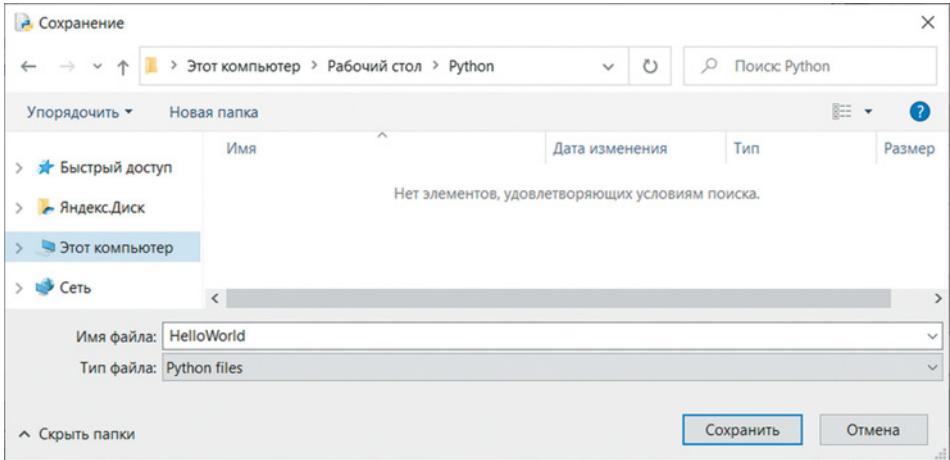 Сохранение
Этот компьютер > Рабочий стол > Python
Поиск: Python
Упорядочить Новая папка
Имя Дата изменения Тип Размер
Быстрый доступ
Нет элементов, удовлетворяющих условиям поиска.
Яндекс.Диск
Этот компьютер
Сеть
Имя файла: HelloWorld
Тип файла: Python files
Скрыть папки Сохранить Отмена